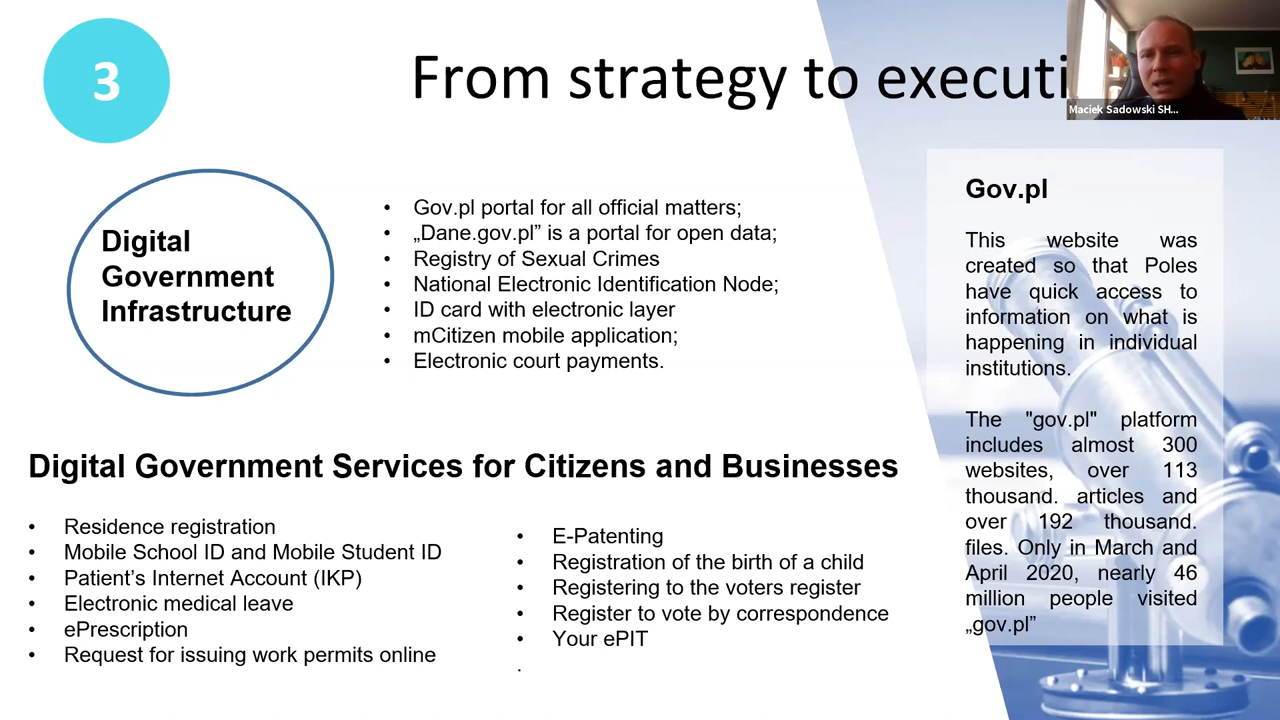 3
From strategy to executi
Maciek Sadowski SH...
Digital
Government
Infrastructure
• Gov.pl portal for all official matters;
• „Dane.gov.pl” is a portal for open data;
• Registry of Sexual Crimes
• National Electronic Identification Node;
• ID card with electronic layer
• mCitizen mobile application;
• Electronic court payments.
Gov.pl
This website was
created so that Poles
have quick access to
information on what is
happening in individual
institutions.
The "gov.pl" platform
includes almost 300
websites, over 113
thousand. articles and
over 192 thousand.
files. Only in March and
April 2020, nearly 46
million people visited
„gov.pl”
Digital Government Services for Citizens and Businesses
• Residence registration
• Mobile School ID and Mobile Student ID
• Patient’s Internet Account (IKP)
• Electronic medical leave
• ePrescription
• Request for issuing work permits online
• E-Patenting
• Registration of the birth of a child
• Registering to the voters register
• Register to vote by correspondence
• Your ePIT
.